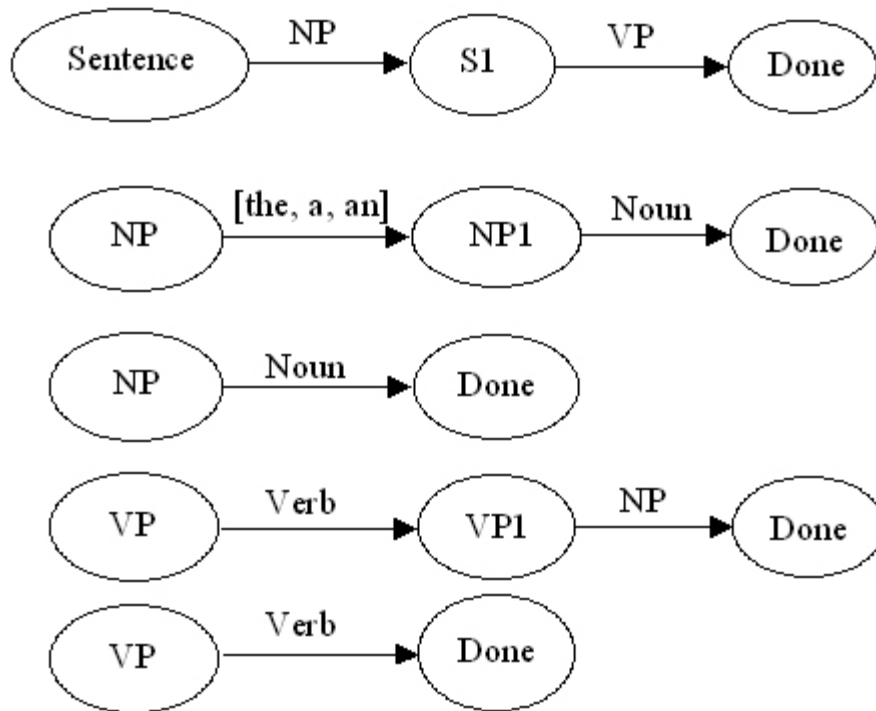 NP VP
Sentence S1 Done
[the, a, an] Noun
NP NP1 Done
Noun
NP Done
Verb NP
VP VP1 Done
Verb
VP Done